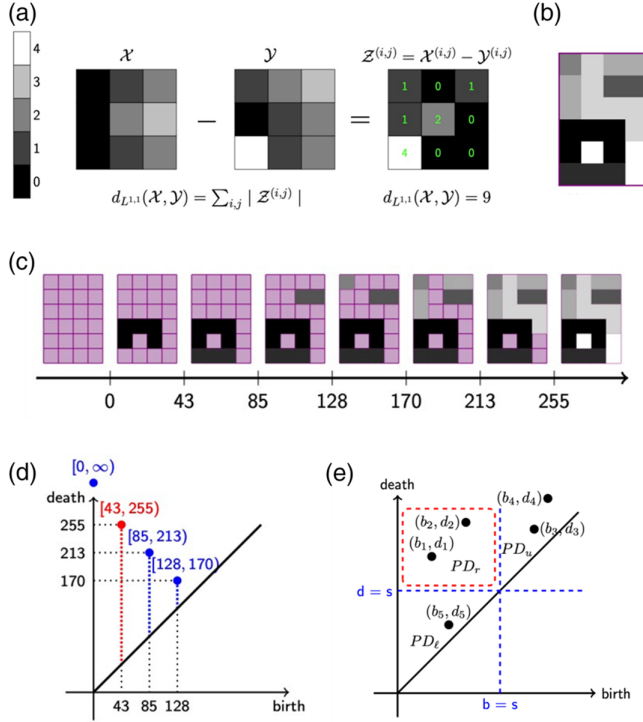 (a)
(b)
4
3
2
1
0
𝒳
𝒴
𝒵^(i,j) = 𝒳^(i,j) − 𝒴^(i,j)
−
=
1 0 1
1 2 0
4 0 0
d_{L^{1,1}}(𝒳, 𝒴) = ∑_{i,j} | 𝒵^(i,j) |
d_{L^{1,1}}(𝒳, 𝒴) = 9
(c)
0 43 85 128 170 213 255
(d)
[0, ∞)
death
[43, 255)
255
[85, 213)
213
[128, 170)
170
43 85 128
birth
(e)
death
(b₄, d₄)
(b₂, d₂)
(b₃, d₃)
(b₁, d₁)
PD_u
PD_r
d = s
(b₅, d₅)
PD_ℓ
b = s
birth